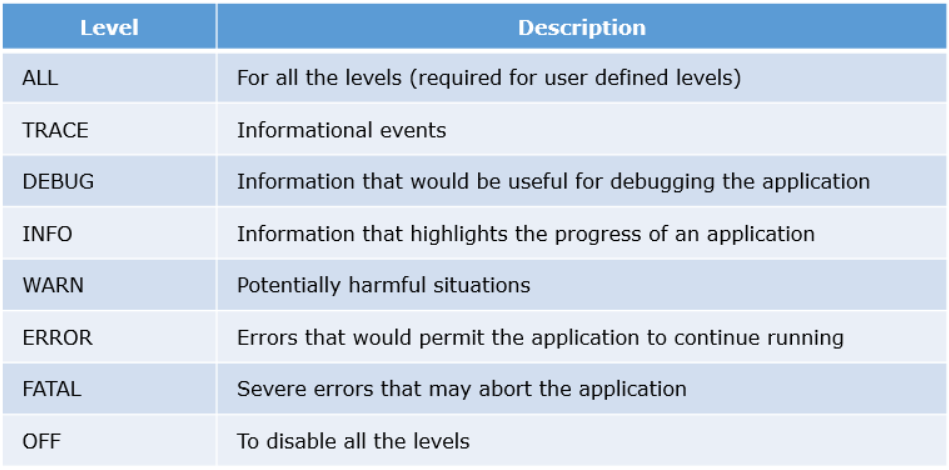 Level Description
ALL For all the levels (required for user defined levels)
TRACE Informational events
DEBUG Information that would be useful for debugging the application
INFO Information that highlights the progress of an application
WARN Potentially harmful situations
ERROR Errors that would permit the application to continue running
FATAL Severe errors that may abort the application
OFF To disable all the levels